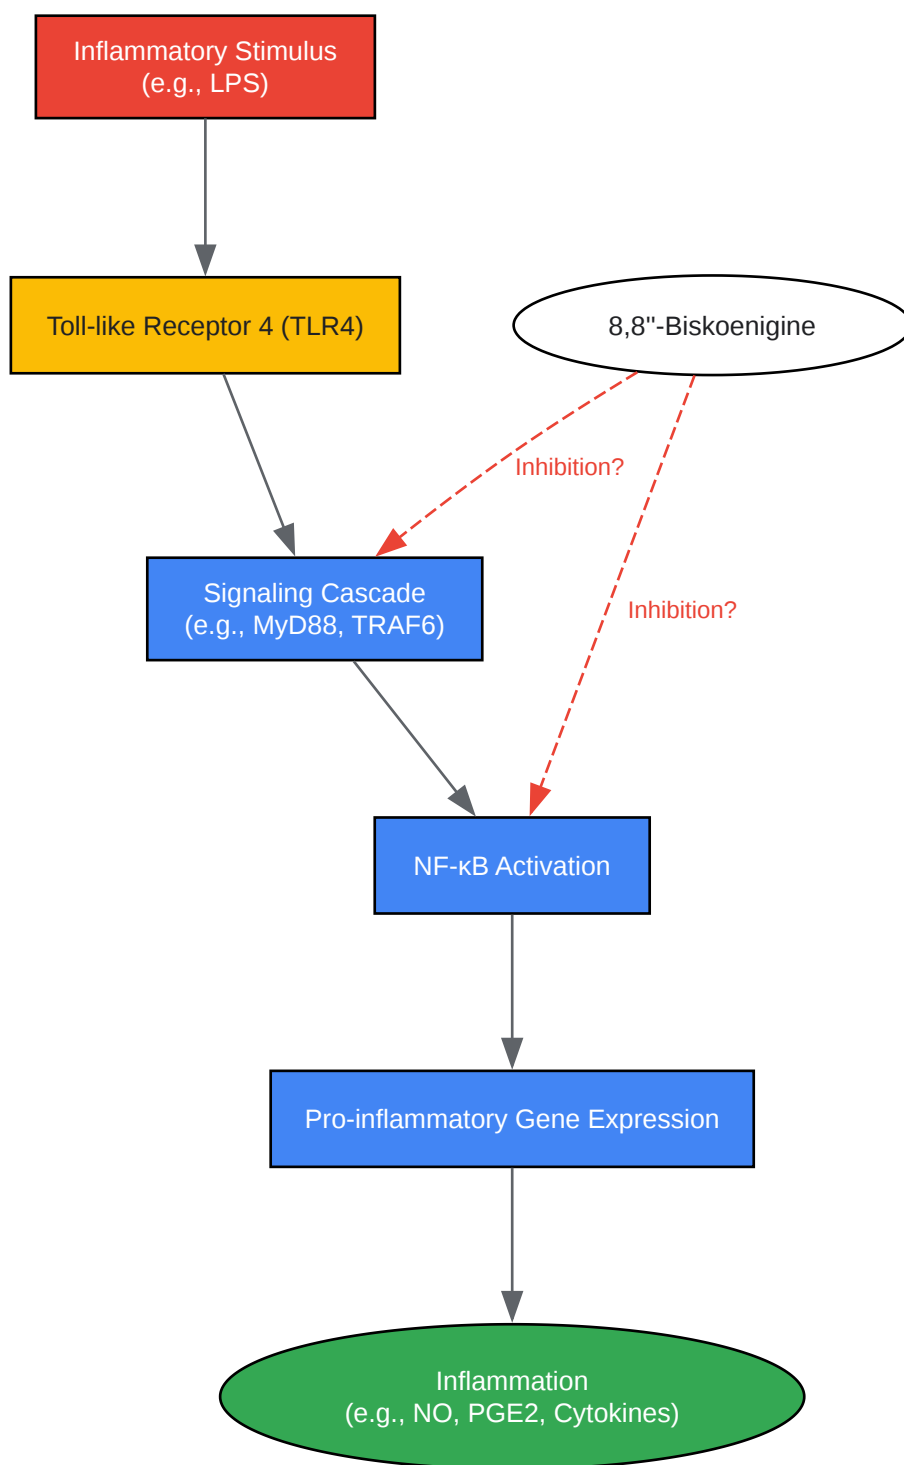 Inflammatory Stimulus
(e.g., LPS)
Toll-like Receptor 4 (TLR4)
8,8''-Biskoenigine
Inhibition?
Signaling Cascade
(e.g., MyD88, TRAF6)
Inhibition?
NF-κB Activation
Pro-inflammatory Gene Expression
Inflammation
(e.g., NO, PGE2, Cytokines)